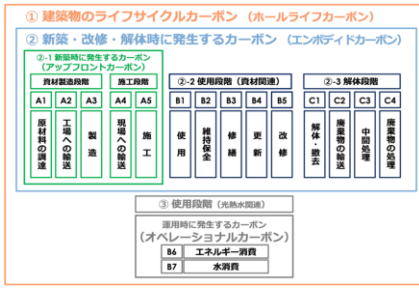 ① 建築物のライフサイクルカーボン（ホールライフカーボン）
② 新築・改修・解体時に発生するカーボン（エンボディドカーボン）
②-1 新築時に発生するカーボン
（アップフロントカーボン）
資材製造段階
施工段階
A1
A2
A3
A4
A5
原材料の調達
工場への輸送
製造
現場への輸送
施工
②-2 使用段階（資材関連）
B1
B2
B3
B4
B5
使用
維持保全
修繕
更新
改修
②-3 解体段階
C1
C2
C3
C4
解体・撤去
廃棄物の輸送
中間処理
廃棄物の処理
③ 使用段階（光熱水関連）
運用時に発生するカーボン
（オペレーショナルカーボン）
B6 エネルギー消費
B7 水消費